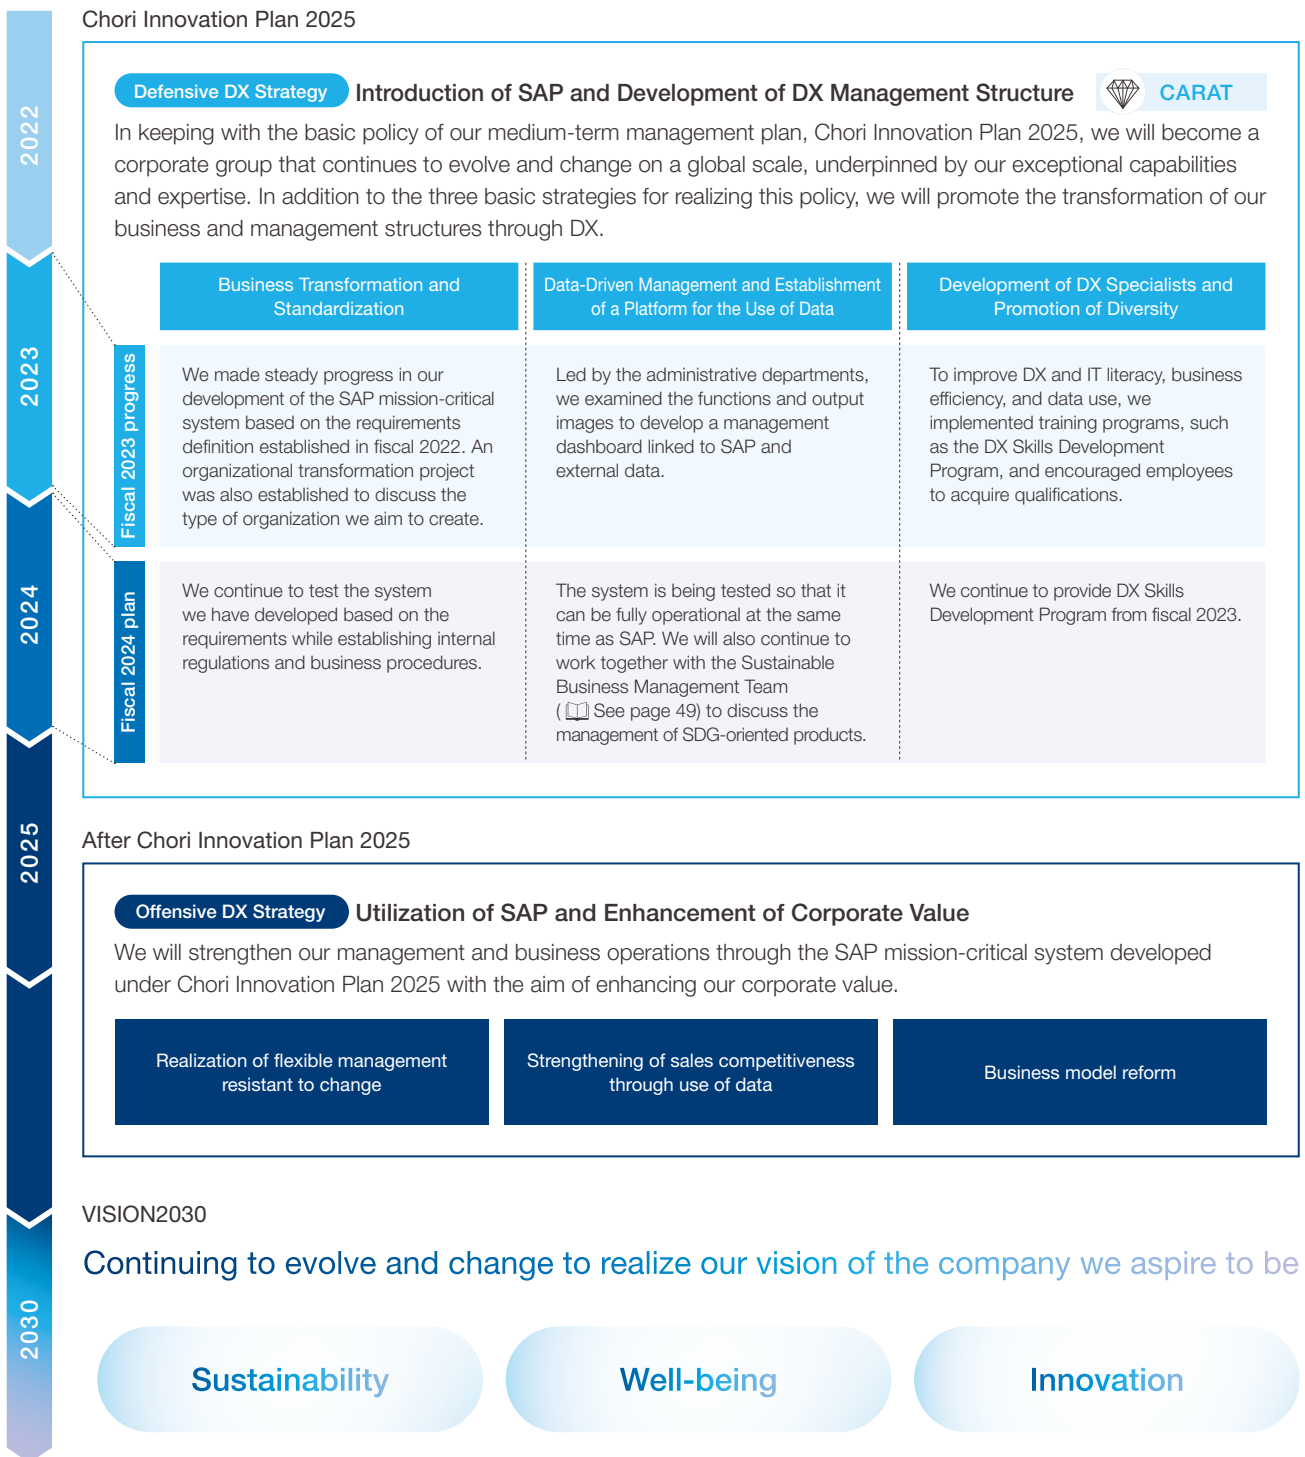 Chori Innovation Plan 2025
2022
2023
2024
2025
2030
Defensive DX Strategy Introduction of SAP and Development of DX Management Structure CARAT
In keeping with the basic policy of our medium-term management plan, Chori Innovation Plan 2025, we will become a
corporate group that continues to evolve and change on a global scale, underpinned by our exceptional capabilities
and expertise. In addition to the three basic strategies for realizing this policy, we will promote the transformation of our
business and management structures through DX.
Business Transformation and
Standardization
Data-Driven Management and Establishment
of a Platform for the Use of Data
Development of DX Specialists and
Promotion of Diversity
Fiscal 2023 progress
We made steady progress in our
development of the SAP mission-critical
system based on the requirements
definition established in fiscal 2022. An
organizational transformation project
was also established to discuss the
type of organization we aim to create.
Led by the administrative departments,
we examined the functions and output
images to develop a management
dashboard linked to SAP and
external data.
To improve DX and IT literacy, business
efficiency, and data use, we
implemented training programs, such
as the DX Skills Development
Program, and encouraged employees
to acquire qualifications.
Fiscal 2024 plan
We continue to test the system
we have developed based on the
requirements while establishing internal
regulations and business procedures.
The system is being tested so that it
can be fully operational at the same
time as SAP. We will also continue to
work together with the Sustainable
Business Management Team
( See page 49) to discuss the
management of SDG-oriented products.
We continue to provide DX Skills
Development Program from fiscal 2023.
After Chori Innovation Plan 2025
Offensive DX Strategy Utilization of SAP and Enhancement of Corporate Value
We will strengthen our management and business operations through the SAP mission-critical system developed
under Chori Innovation Plan 2025 with the aim of enhancing our corporate value.
Realization of flexible management
resistant to change
Strengthening of sales competitiveness
through use of data
Business model reform
VISION2030
Continuing to evolve and change to realize our vision of the company we aspire to be
Sustainability
Well-being
Innovation